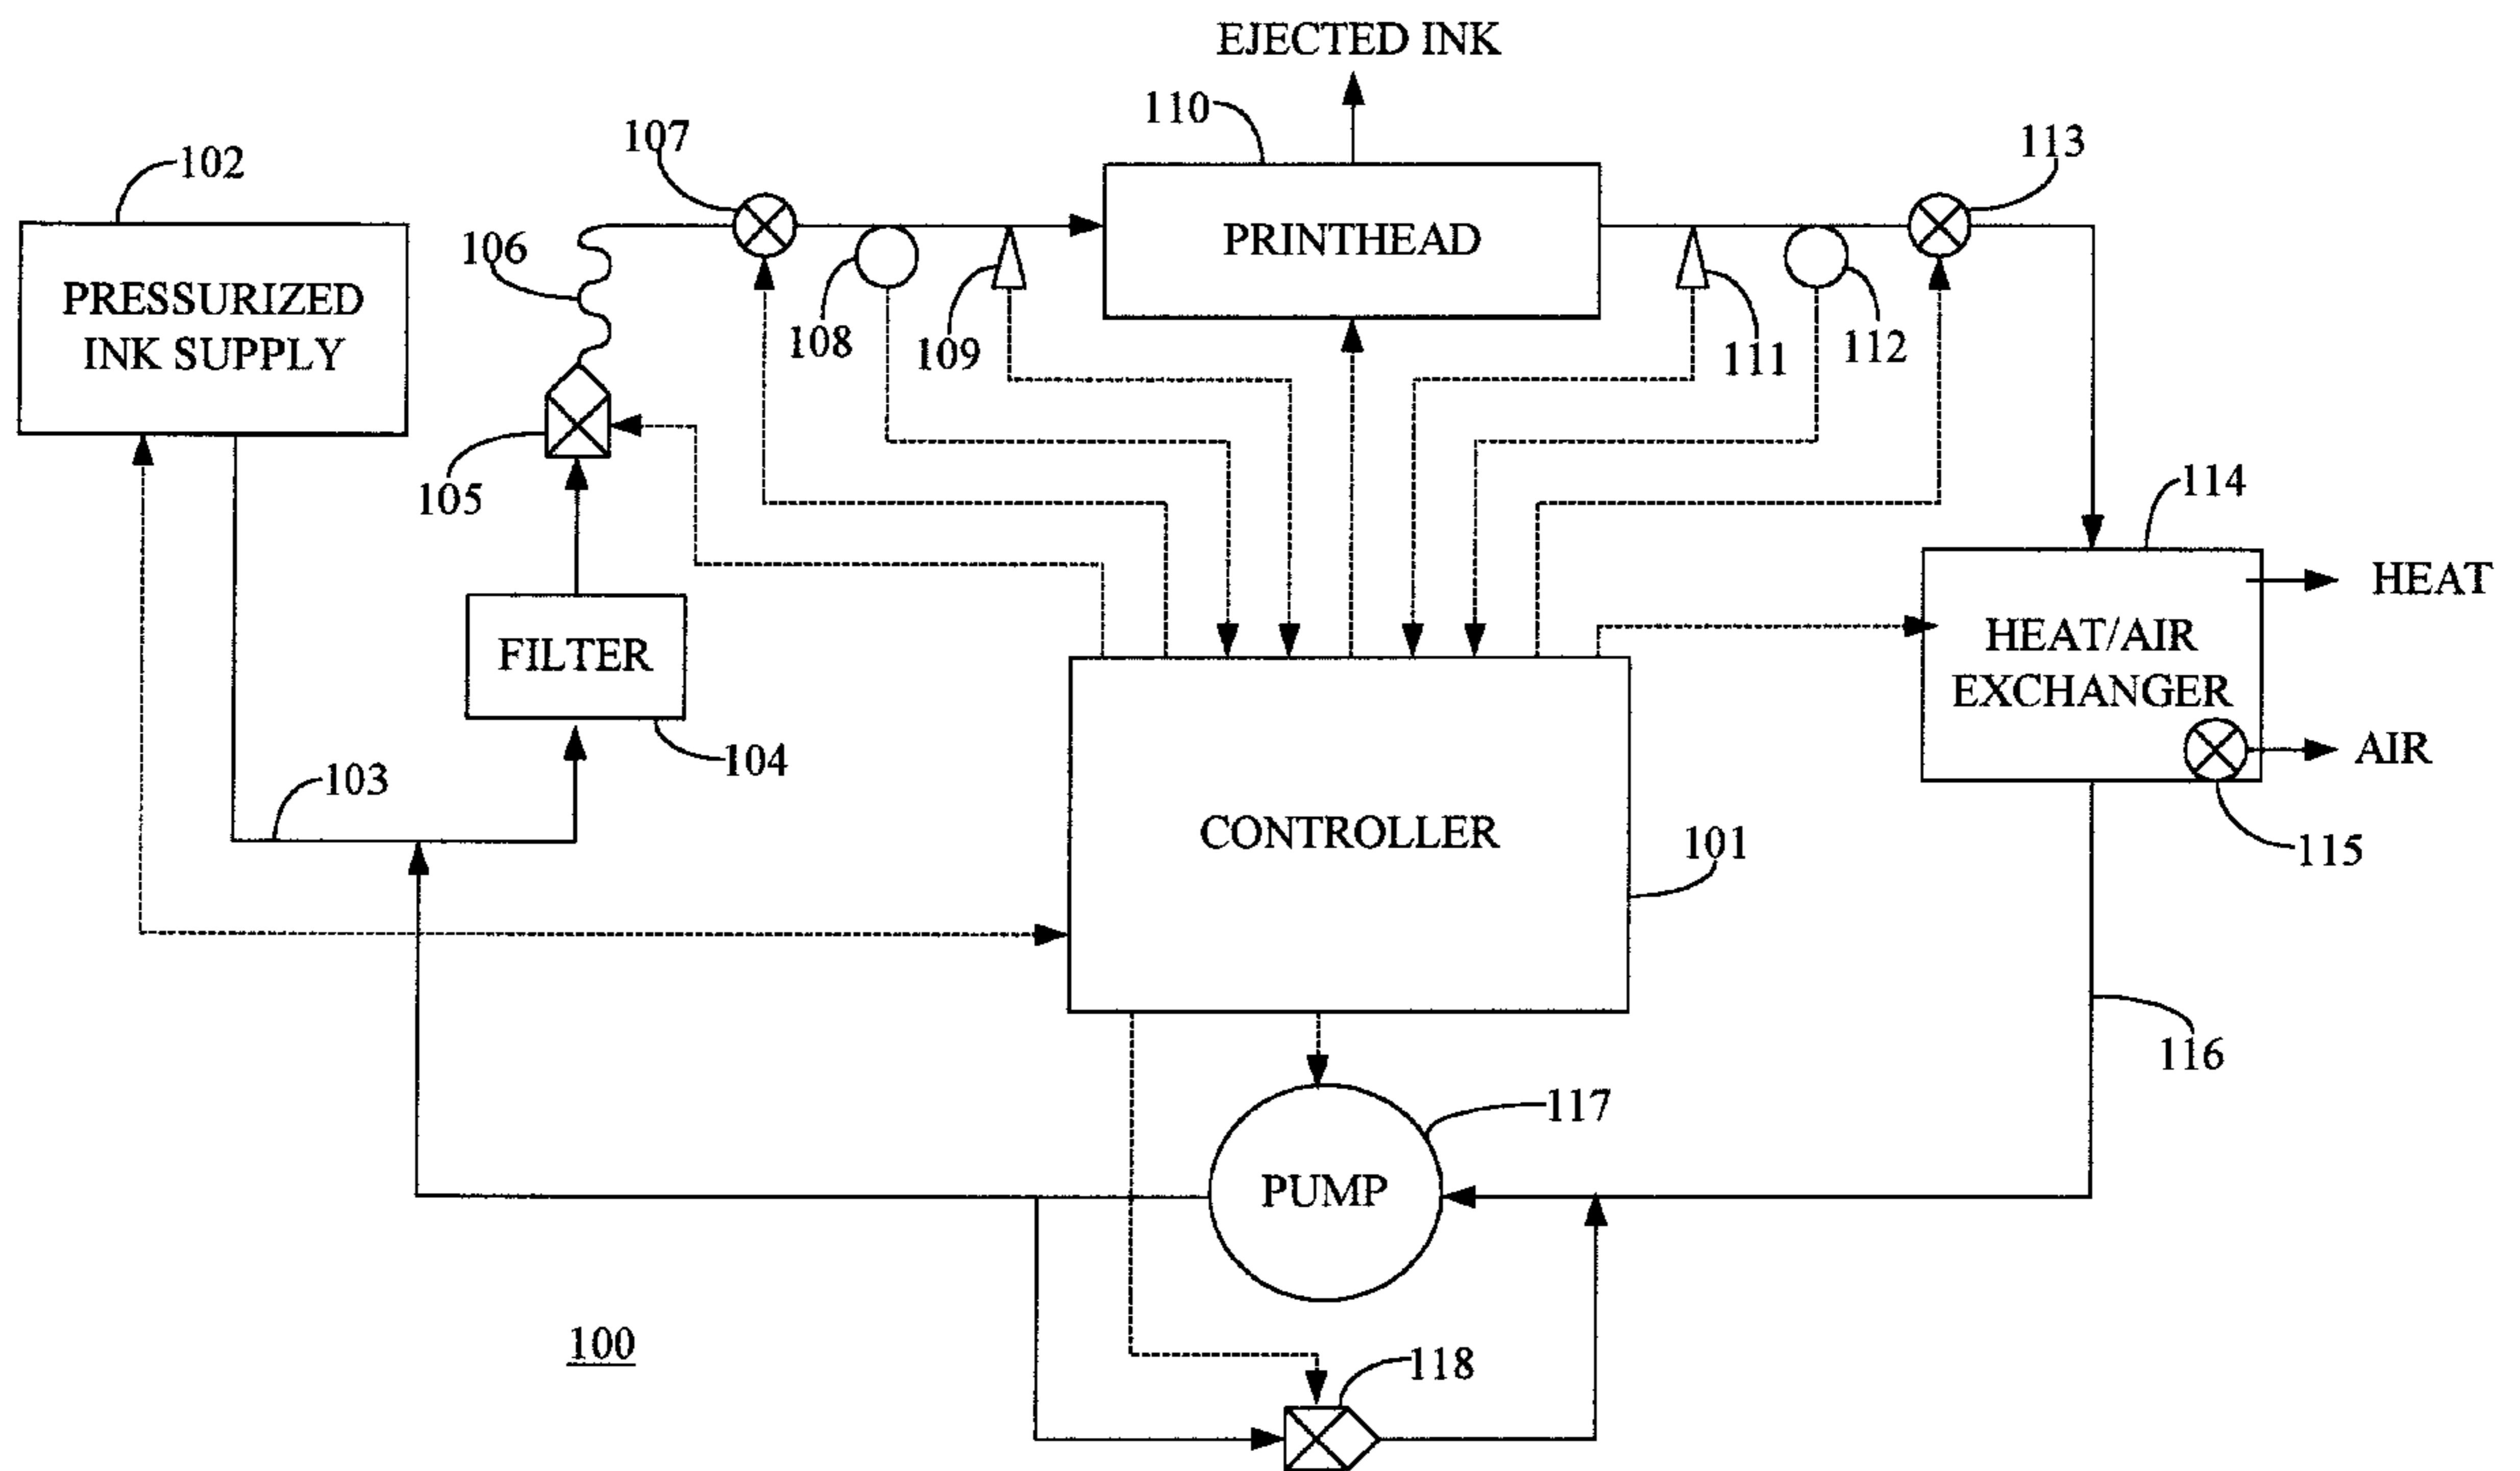 EJECTED INK
110
107
113
102
PRINTHEAD
106
PRESSURIZED
INK SUPPLY
108
109
111
112
105
114
HEAT
FILTER
HEAT/AIR
EXCHANGER
AIR
104
103
CONTROLLER
101
115
116
117
PUMP
100
118